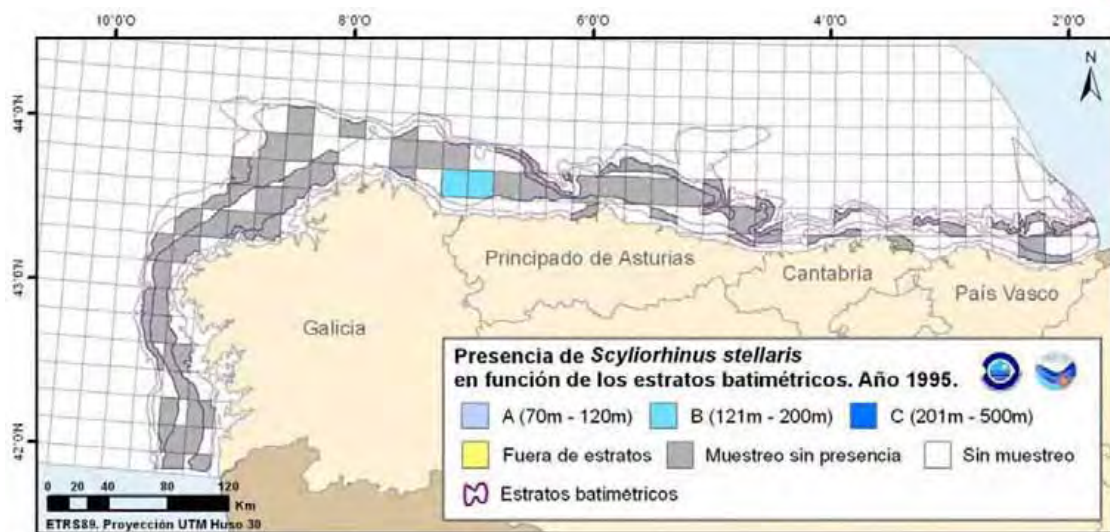 10°0'O 8°0'O 6°0'O 4°0'O 2°0'O
N
44°0'N
43°0'N
42°0'N
Principado de Asturias
Cantabria
País Vasco
Galicia
Presencia de Scyliorhinus stellaris
en función de los estratos batimétricos. Año 1995.
A (70m - 120m) B (121m - 200m) C (201m - 500m)
Fuera de estratos Muestreo sin presencia Sin muestreo
Estratos batimétricos
0 20 40 80 120
Km
ETRS89. Proyección UTM Huso 30